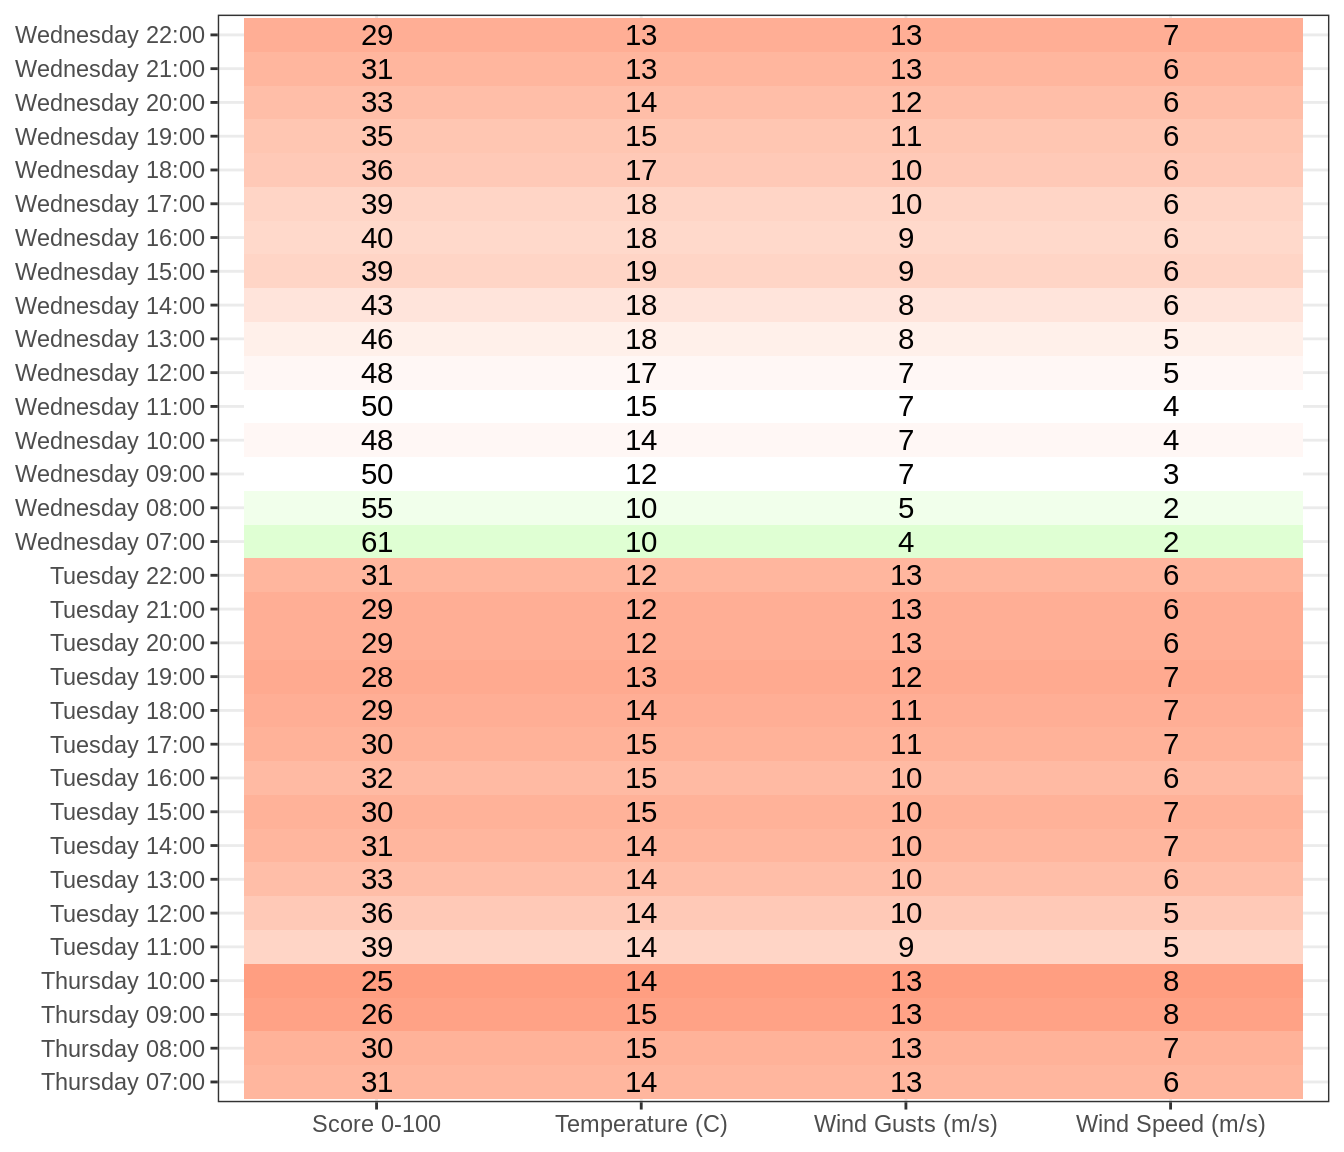 Wednesday 22:00 29 13 13 7
Wednesday 21:00 31 13 13 6
Wednesday 20:00 33 14 12 6
Wednesday 19:00 35 15 11 6
Wednesday 18:00 36 17 10 6
Wednesday 17:00 39 18 10 6
Wednesday 16:00 40 18 9 6
Wednesday 15:00 39 19 9 6
Wednesday 14:00 43 18 8 6
Wednesday 13:00 46 18 8 5
Wednesday 12:00 48 17 7 5
Wednesday 11:00 50 15 7 4
Wednesday 10:00 48 14 7 4
Wednesday 09:00 50 12 7 3
Wednesday 08:00 55 10 5 2
Wednesday 07:00 61 10 4 2
Tuesday 22:00 31 12 13 6
Tuesday 21:00 29 12 13 6
Tuesday 20:00 29 12 13 6
Tuesday 19:00 28 13 12 7
Tuesday 18:00 29 14 11 7
Tuesday 17:00 30 15 11 7
Tuesday 16:00 32 15 10 6
Tuesday 15:00 30 15 10 7
Tuesday 14:00 31 14 10 7
Tuesday 13:00 33 14 10 6
Tuesday 12:00 36 14 10 5
Tuesday 11:00 39 14 9 5
Thursday 10:00 25 14 13 8
Thursday 09:00 26 15 13 8
Thursday 08:00 30 15 13 7
Thursday 07:00 31 14 13 6
Score 0-100 Temperature (C) Wind Gusts (m/s) Wind Speed (m/s)